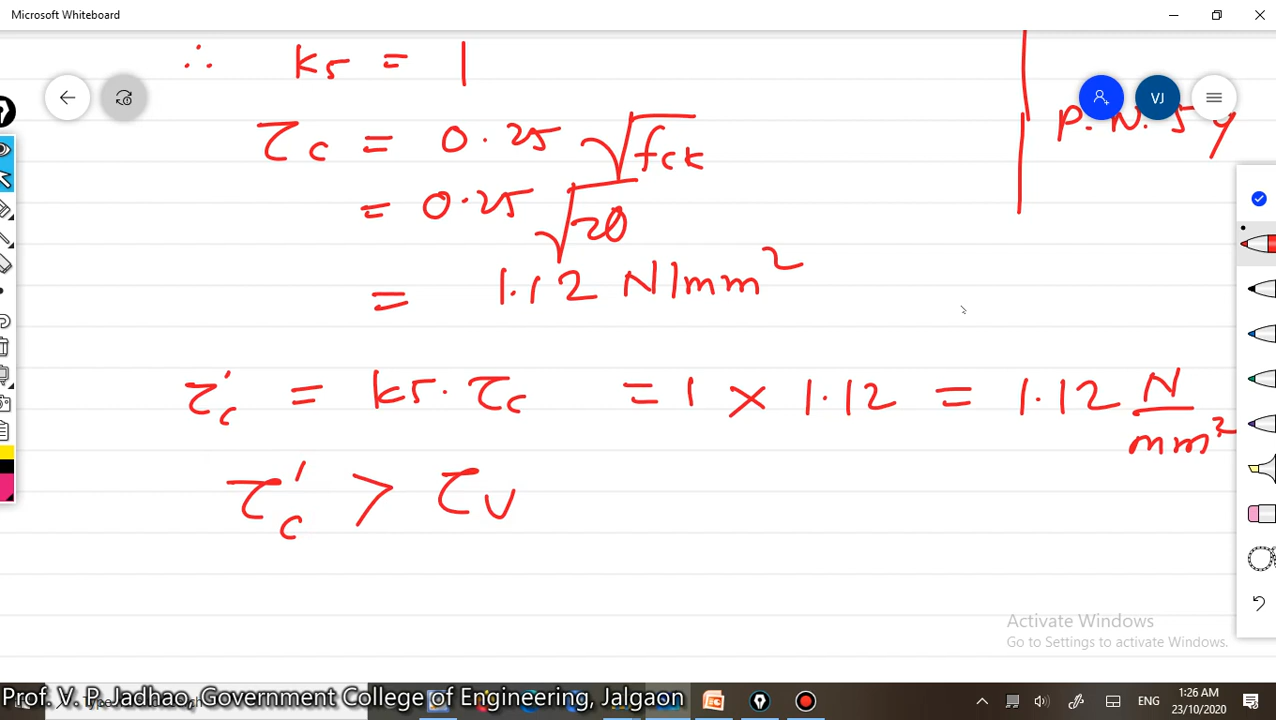 Microsoft Whiteboard
∴ k5 = 1
VJ
P. N. 54
τc = 0.25 √fck
= 0.25 √20
= 1.12 N/mm²
τ'c = k5. τc = 1 × 1.12 = 1.12 N/mm²
τ'c > τv
Activate Windows
Go to Settings to activate Windows.
Prof. V. P.Jadhao, Government College of Engineering, Jalgaon
ENG
1:26 AM
23/10/2020